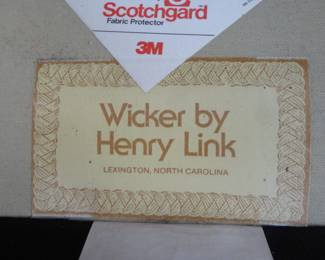 Scotchgard
Fabric Protector
3M
Wicker by
Henry Link
LEXINGTON, NORTH CAROLINA